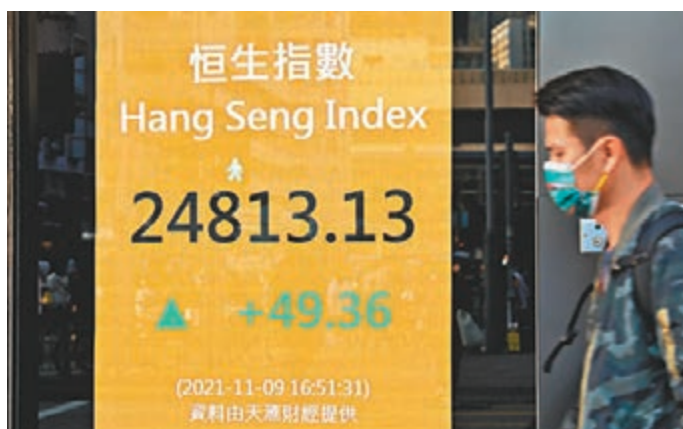 恒生指數
Hang Seng Index
24813.13
▲ +49.36
(2021-11-09 16:51:31)
資料由天滙財經提供